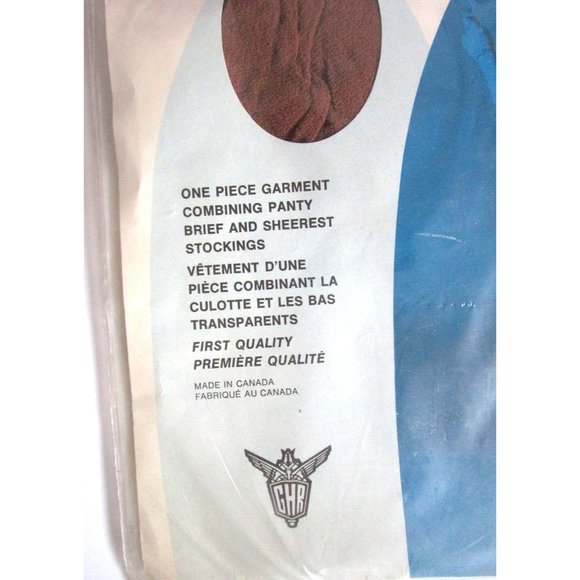 ONE PIECE GARMENT
COMBINING PANTY
BRIEF AND SHEEREST
STOCKINGS
VÊTEMENT D'UNE
PIÈCE COMBINANT LA
CULOTTE ET LES BAS
TRANSPARENTS
FIRST QUALITY
PREMIÈRE QUALITÉ
MADE IN CANADA
FABRIQUÉ AU CANADA
CHR